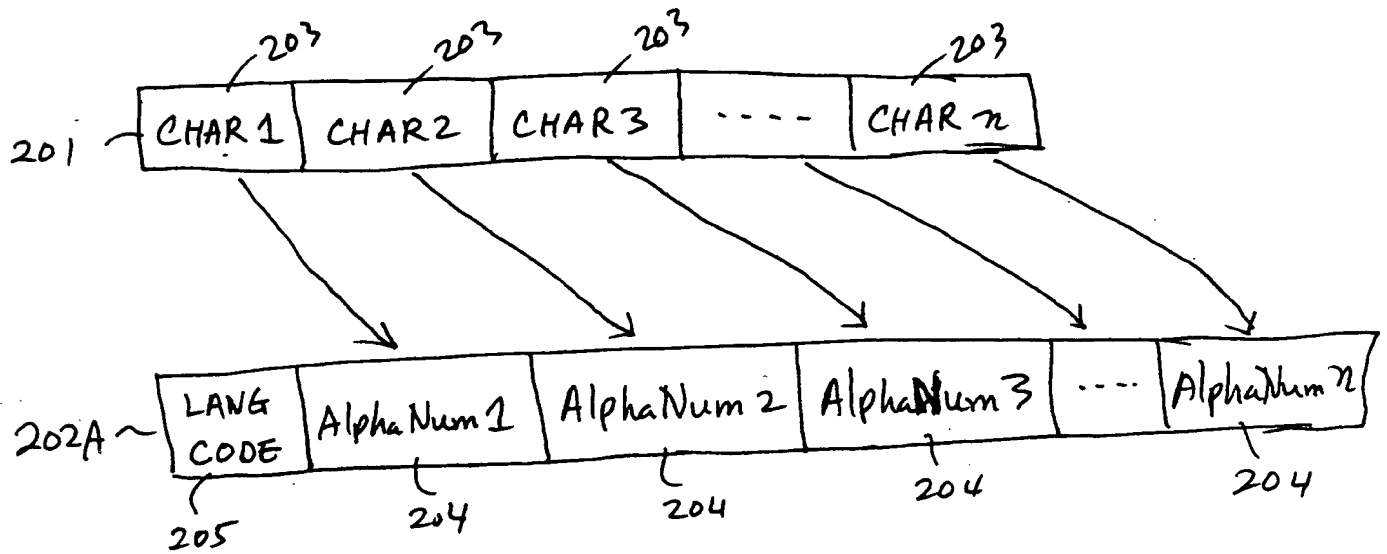 203 203 203 203
201 CHAR 1 CHAR 2 CHAR 3 ---- CHAR n
202A LANG CODE AlphaNum 1 AlphaNum 2 AlphaNum 3 ---- AlphaNum n
205 204 204 204 204